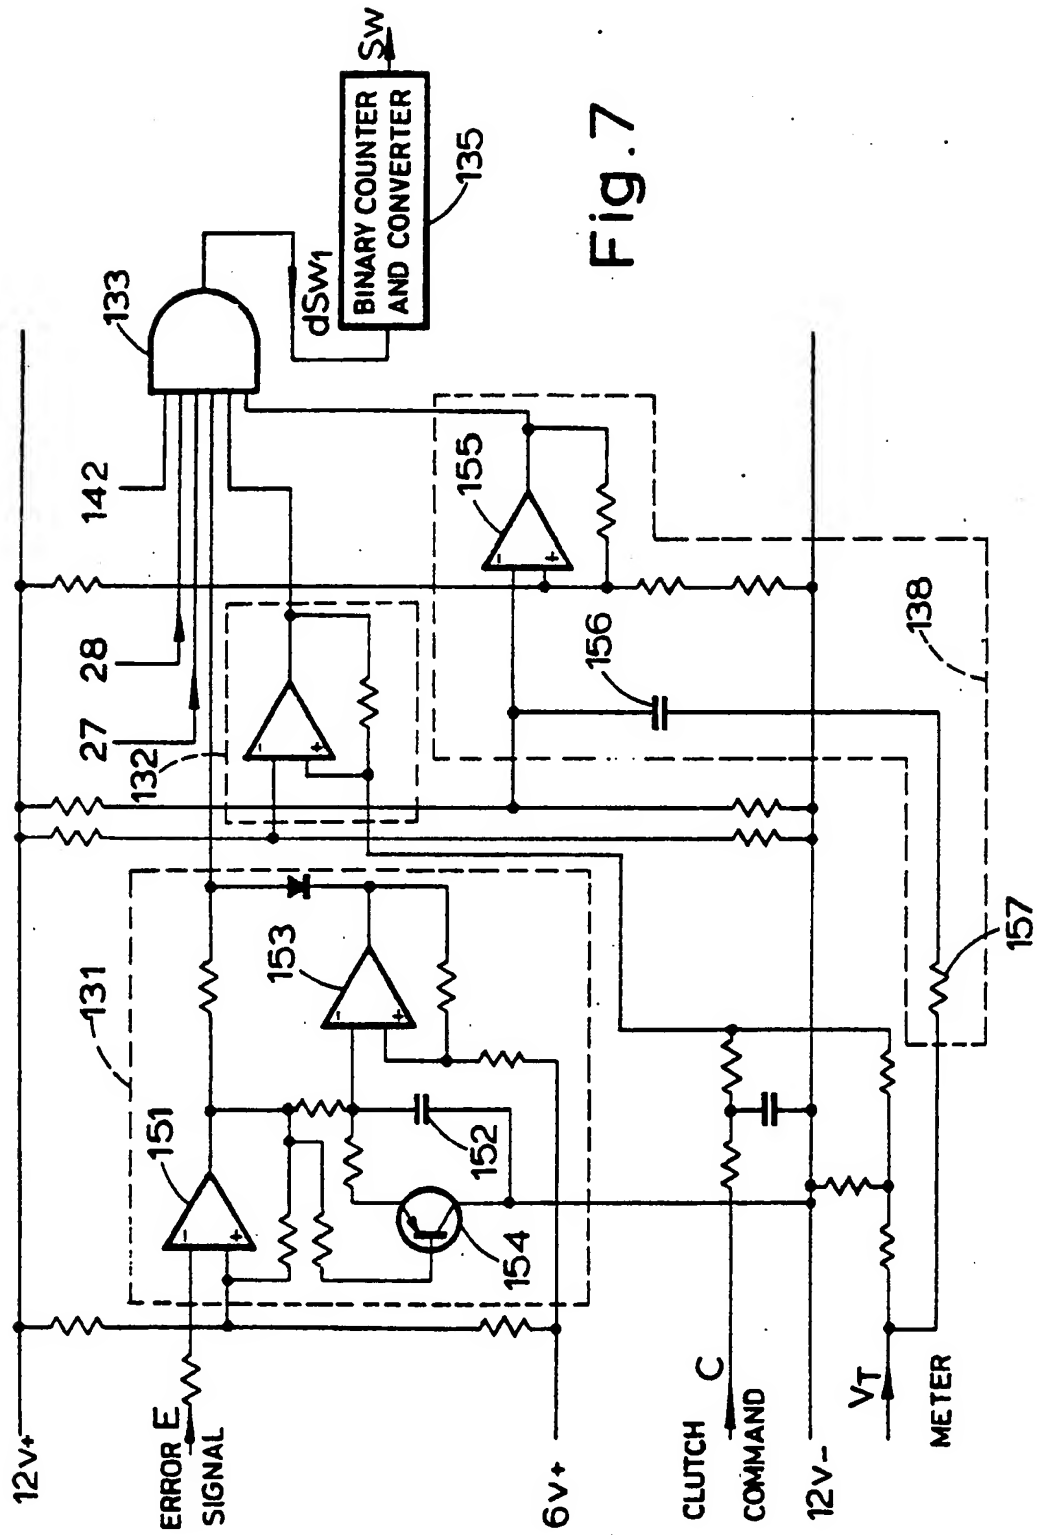 12V+
ERROR E
SIGNAL
6V+
CLUTCH C
COMMAND
12V-
VT
METER
131
151
152
153
154
132
27
28
142
133
155
156
157
138
dSw1
BINARY COUNTER
AND CONVERTER
135
Sw
Fig. 7
-
+
-
+
-
+
-
+